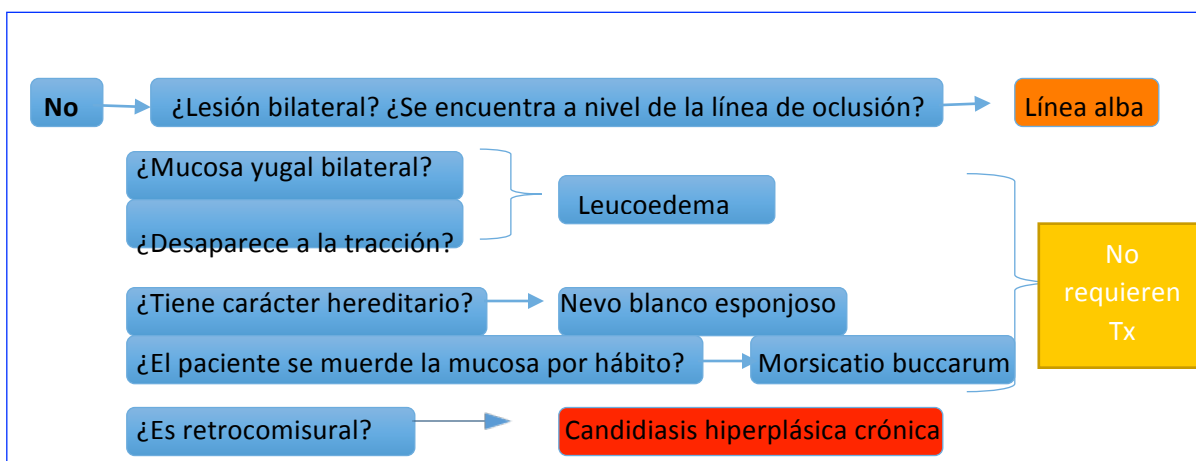 No
¿Lesión bilateral? ¿Se encuentra a nivel de la línea de oclusión?
Línea alba
¿Mucosa yugal bilateral?
¿Desaparece a la tracción?
Leucoedema
¿Tiene carácter hereditario?
Nevo blanco esponjoso
¿El paciente se muerde la mucosa por hábito?
Morsicatio buccarum
No
requieren
Tx
¿Es retrocomisural?
Candidiasis hiperplásica crónica